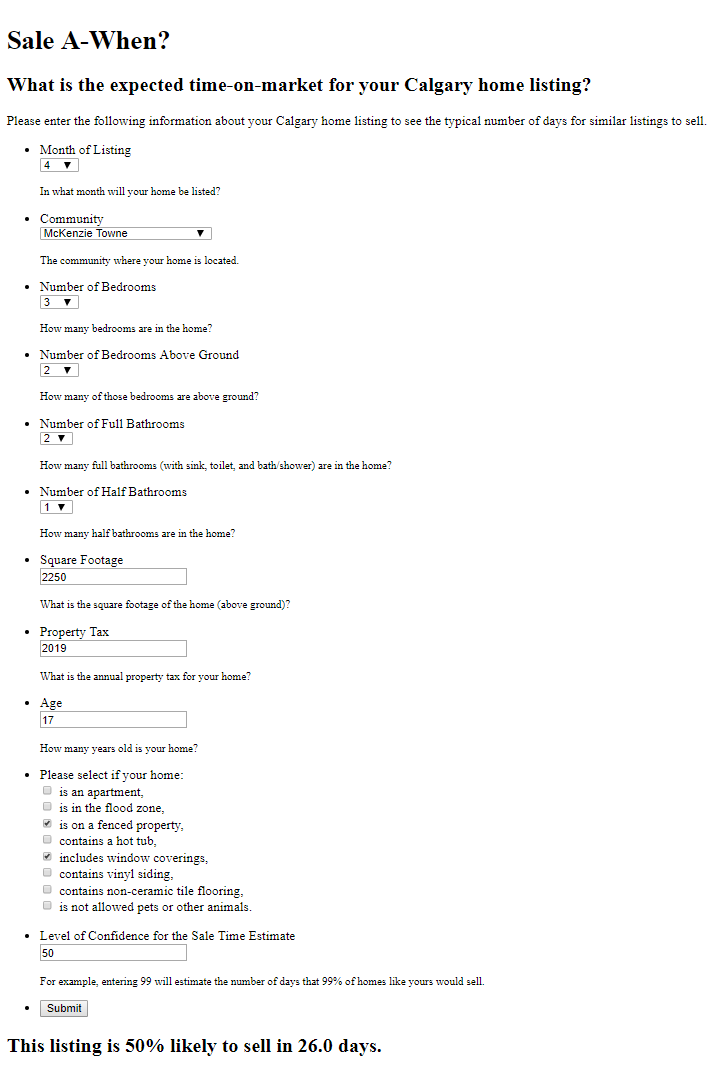 Sale A-When?
What is the expected time-on-market for your Calgary home listing?
Please enter the following information about your Calgary home listing to see the typical number of days for similar listings to sell.
• Month of Listing
4 ▼
In what month will your home be listed?
• Community
McKenzie Towne ▼
The community where your home is located.
• Number of Bedrooms
3 ▼
How many bedrooms are in the home?
• Number of Bedrooms Above Ground
2 ▼
How many of those bedrooms are above ground?
• Number of Full Bathrooms
2 ▼
How many full bathrooms (with sink, toilet, and bath/shower) are in the home?
• Number of Half Bathrooms
1 ▼
How many half bathrooms are in the home?
• Square Footage
2250
What is the square footage of the home (above ground)?
• Property Tax
2019
What is the annual property tax for your home?
• Age
17
How many years old is your home?
• Please select if your home:
is an apartment,
is in the flood zone,
is on a fenced property,
contains a hot tub,
includes window coverings,
contains vinyl siding,
contains non-ceramic tile flooring,
is not allowed pets or other animals.
• Level of Confidence for the Sale Time Estimate
50
For example, entering 99 will estimate the number of days that 99% of homes like yours would sell.
• Submit
This listing is 50% likely to sell in 26.0 days.